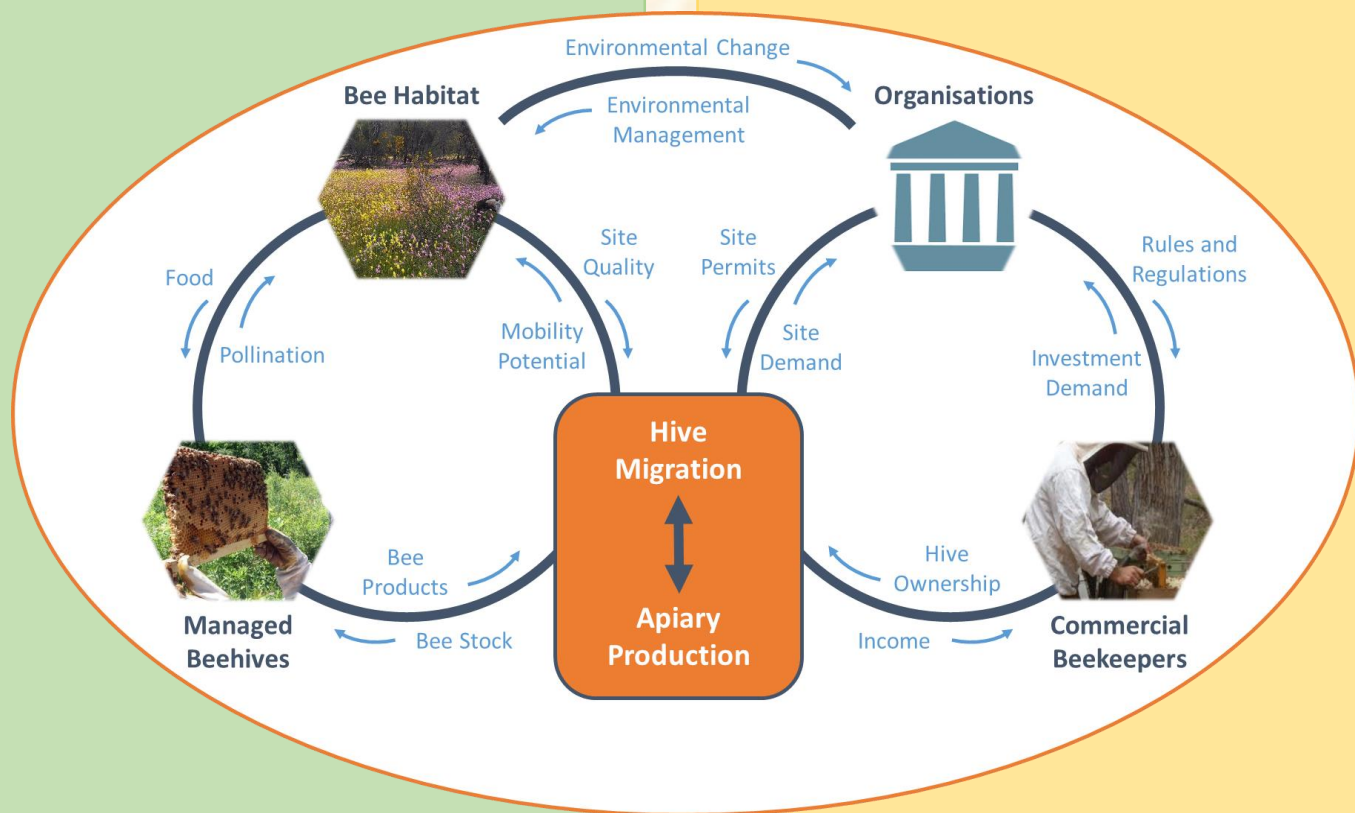 Environmental Change
Bee Habitat
Organisations
Environmental
Management
Site
Quality
Site
Permits
Rules and
Regulations
Food
Pollination
Mobility
Potential
Site
Demand
Investment
Demand
Hive
Migration
Bee
Products
Hive
Ownership
Managed
Beehives
Bee Stock
Apiary
Production
Income
Commercial
Beekeepers